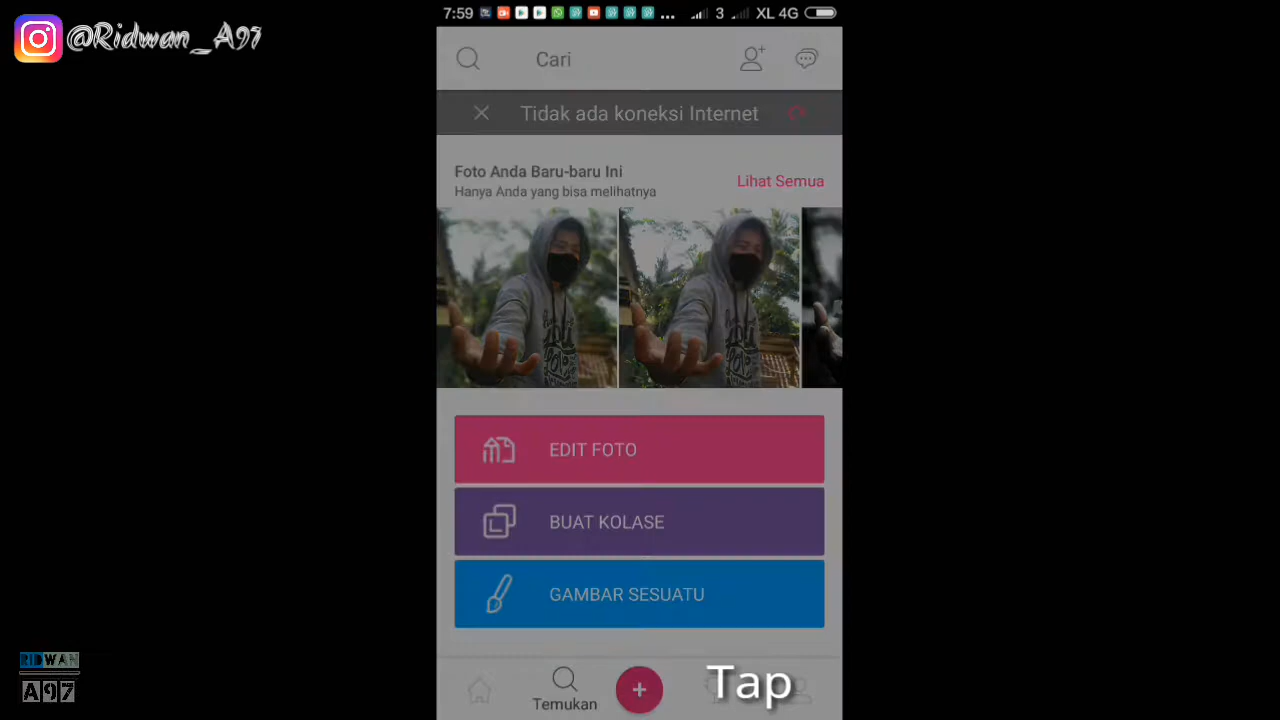 @Ridwan_A97
7:59
... 3 XL 4G
Cari
Tidak ada koneksi Internet
Foto Anda Baru-baru Ini
Hanya Anda yang bisa melihatnya
Lihat Semua
EDIT FOTO
BUAT KOLASE
GAMBAR SESUATU
Temukan
Tap
RIDWAN
A97